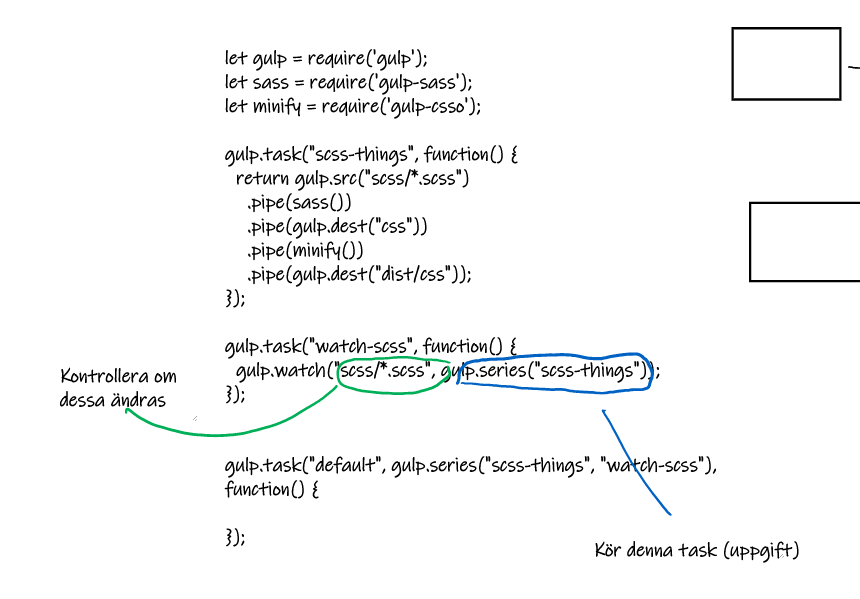 let gulp = require('gulp');
let sass = require('gulp-sass');
let minify = require('gulp-csso');
gulp.task("scss-things", function() {
return gulp.src("scss/*.scss")
.pipe(sass())
.pipe(gulp.dest("css"))
.pipe(minify())
.pipe(gulp.dest("dist/css"));
});
gulp.task("watch-scss", function() {
gulp.watch("scss/*.scss", gulp.series("scss-things"));
});
Kontrollera om
dessa ändras
gulp.task("default", gulp.series("scss-things", "watch-scss"),
function() {
});
Kör denna task (uppgift)